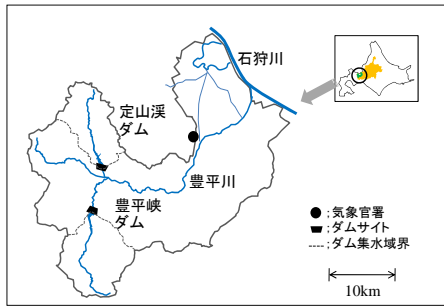 石狩川
定山渓
ダム
豊平川
豊平峡
ダム
;気象官署
;ダムサイト
;ダム集水域界
10km